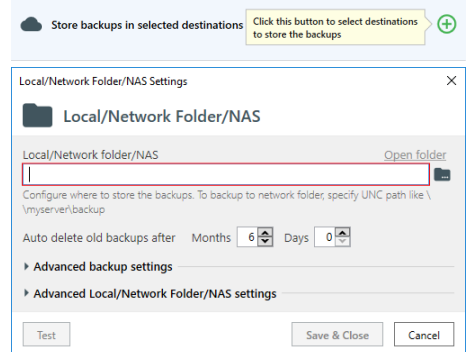 Store backups in selected destinations
Click this button to select destinations
to store the backups
Local/Network Folder/NAS Settings
Local/Network Folder/NAS
Local/Network folder/NAS
Open folder
Configure where to store the backups. To backup to network folder, specify UNC path like \
\myserver\backup
Auto delete old backups after Months 6 Days 0
Advanced backup settings
Advanced Local/Network Folder/NAS settings
Test Save & Close Cancel